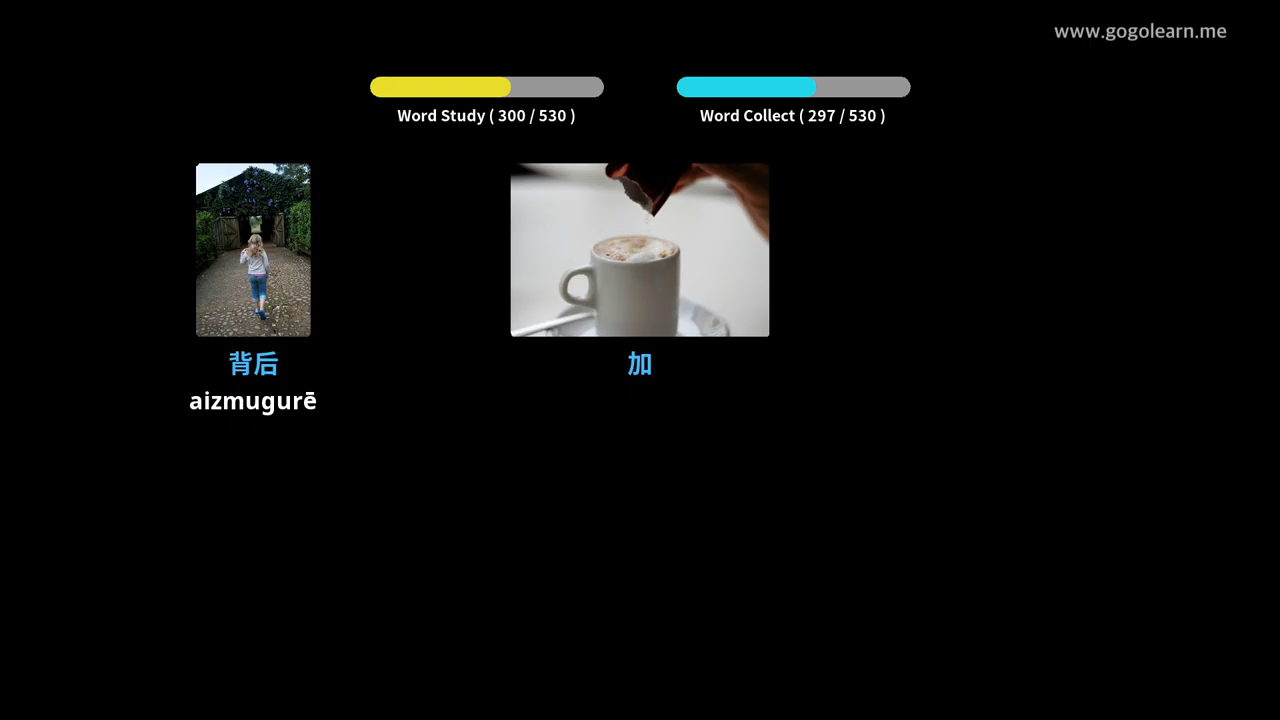 www.gogolearn.me
Word Study ( 300 / 530 )
Word Collect ( 297 / 530 )
背后
加
aizmugurē